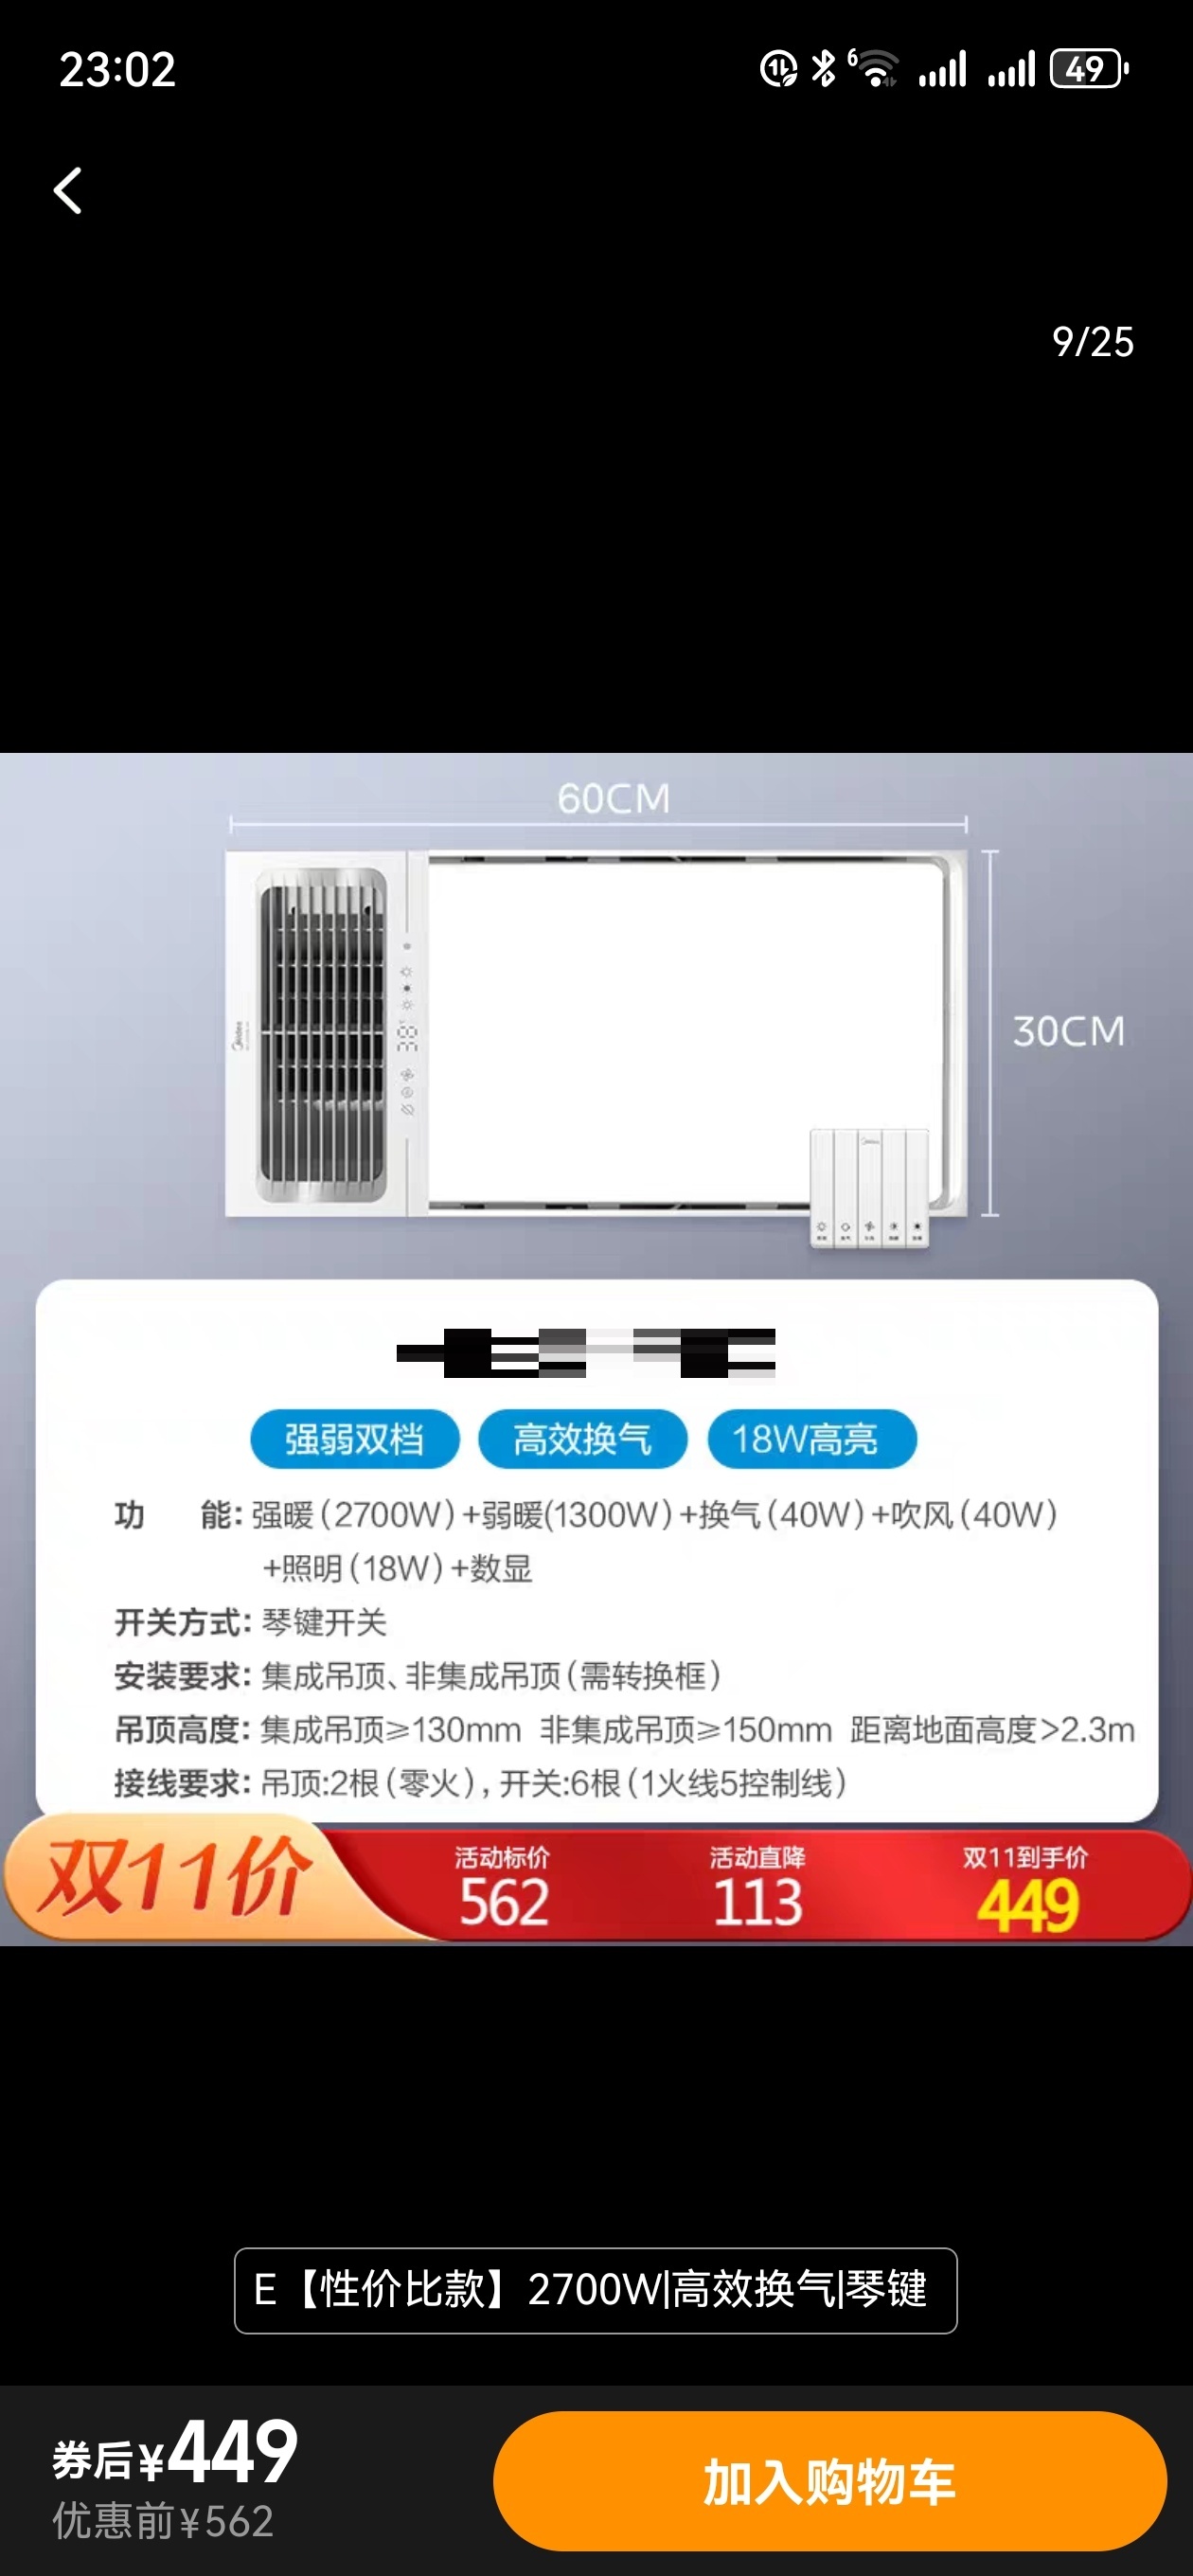 23:02
6
49
9/25
60CM
30CM
Midea
38
强弱双档 高效换气 18W高亮
功 能: 强暖(2700W)+弱暖(1300W)+换气(40W)+吹风(40W)
+照明(18W)+数显
开关方式: 琴键开关
安装要求: 集成吊顶、非集成吊顶(需转换框)
吊顶高度: 集成吊顶≥130mm 非集成吊顶≥150mm 距离地面高度>2.3m
接线要求: 吊顶:2根(零火),开关:6根(1火线5控制线)
双11价
活动标价 活动直降 双11到手价
562 113 449
E【性价比款】2700W|高效换气|琴键
券后¥449
优惠前¥562
加入购物车